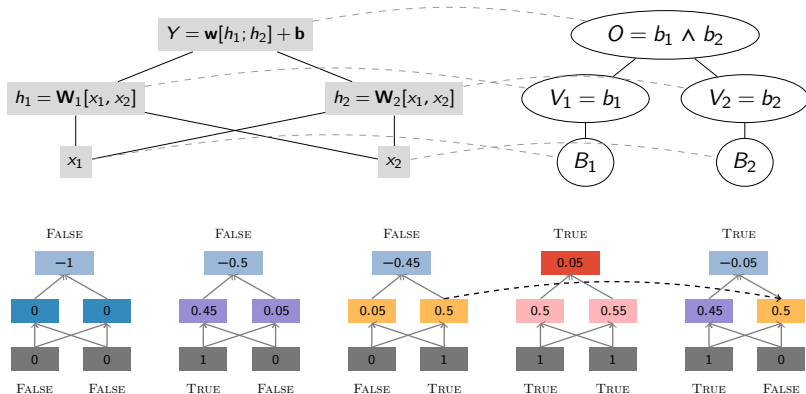 Y = w[h₁; h₂] + b
O = b₁ ∧ b₂
h₁ = W₁[x₁, x₂]
h₂ = W₂[x₁, x₂]
V₁ = b₁
V₂ = b₂
x₁
x₂
B₁
B₂
FALSE FALSE FALSE TRUE TRUE
−1 −0.5 −0.45 0.05 −0.05
0 0 0.45 0.05 0.05 0.5 0.5 0.55 0.45 0.5
0 0 1 0 0 1 1 1 1 0
FALSE FALSE TRUE FALSE FALSE TRUE TRUE TRUE TRUE FALSE